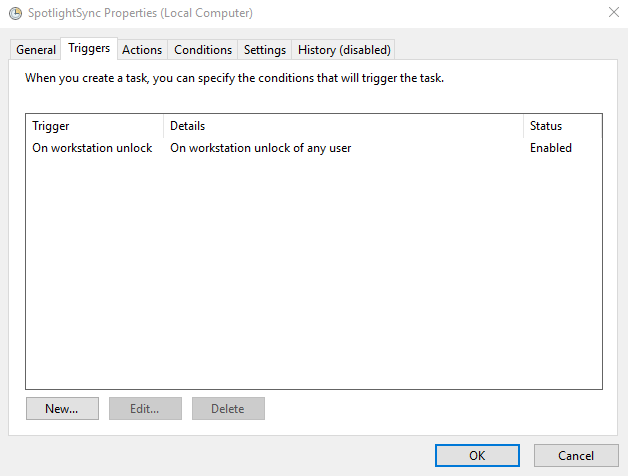 SpotlightSync Properties (Local Computer)
General Triggers Actions Conditions Settings History (disabled)
When you create a task, you can specify the conditions that will trigger the task.
Trigger Details Status
On workstation unlock On workstation unlock of any user Enabled
New... Edit... Delete
OK Cancel